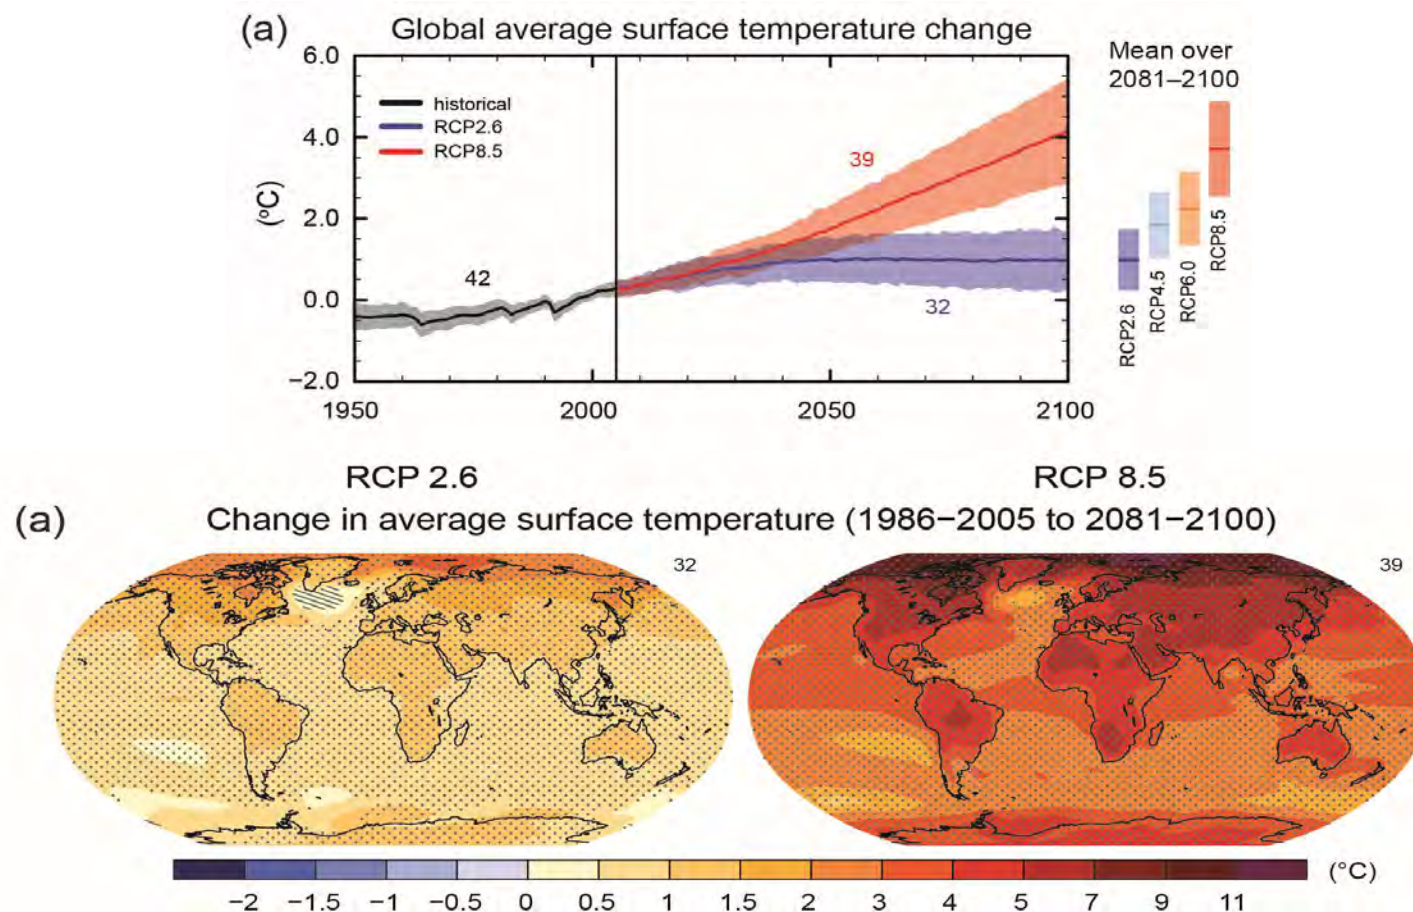 (a) Global average surface temperature change
Mean over
2081–2100
6.0
4.0
2.0
0.0
−2.0
(°C)
historical
RCP2.6
RCP8.5
42
39
32
1950
2000
2050
2100
RCP2.6
RCP4.5
RCP6.0
RCP8.5
RCP 2.6
RCP 8.5
(a) Change in average surface temperature (1986−2005 to 2081−2100)
32
39
−2 −1.5 −1 −0.5 0 0.5 1 1.5 2 3 4 5 7 9 11 (°C)